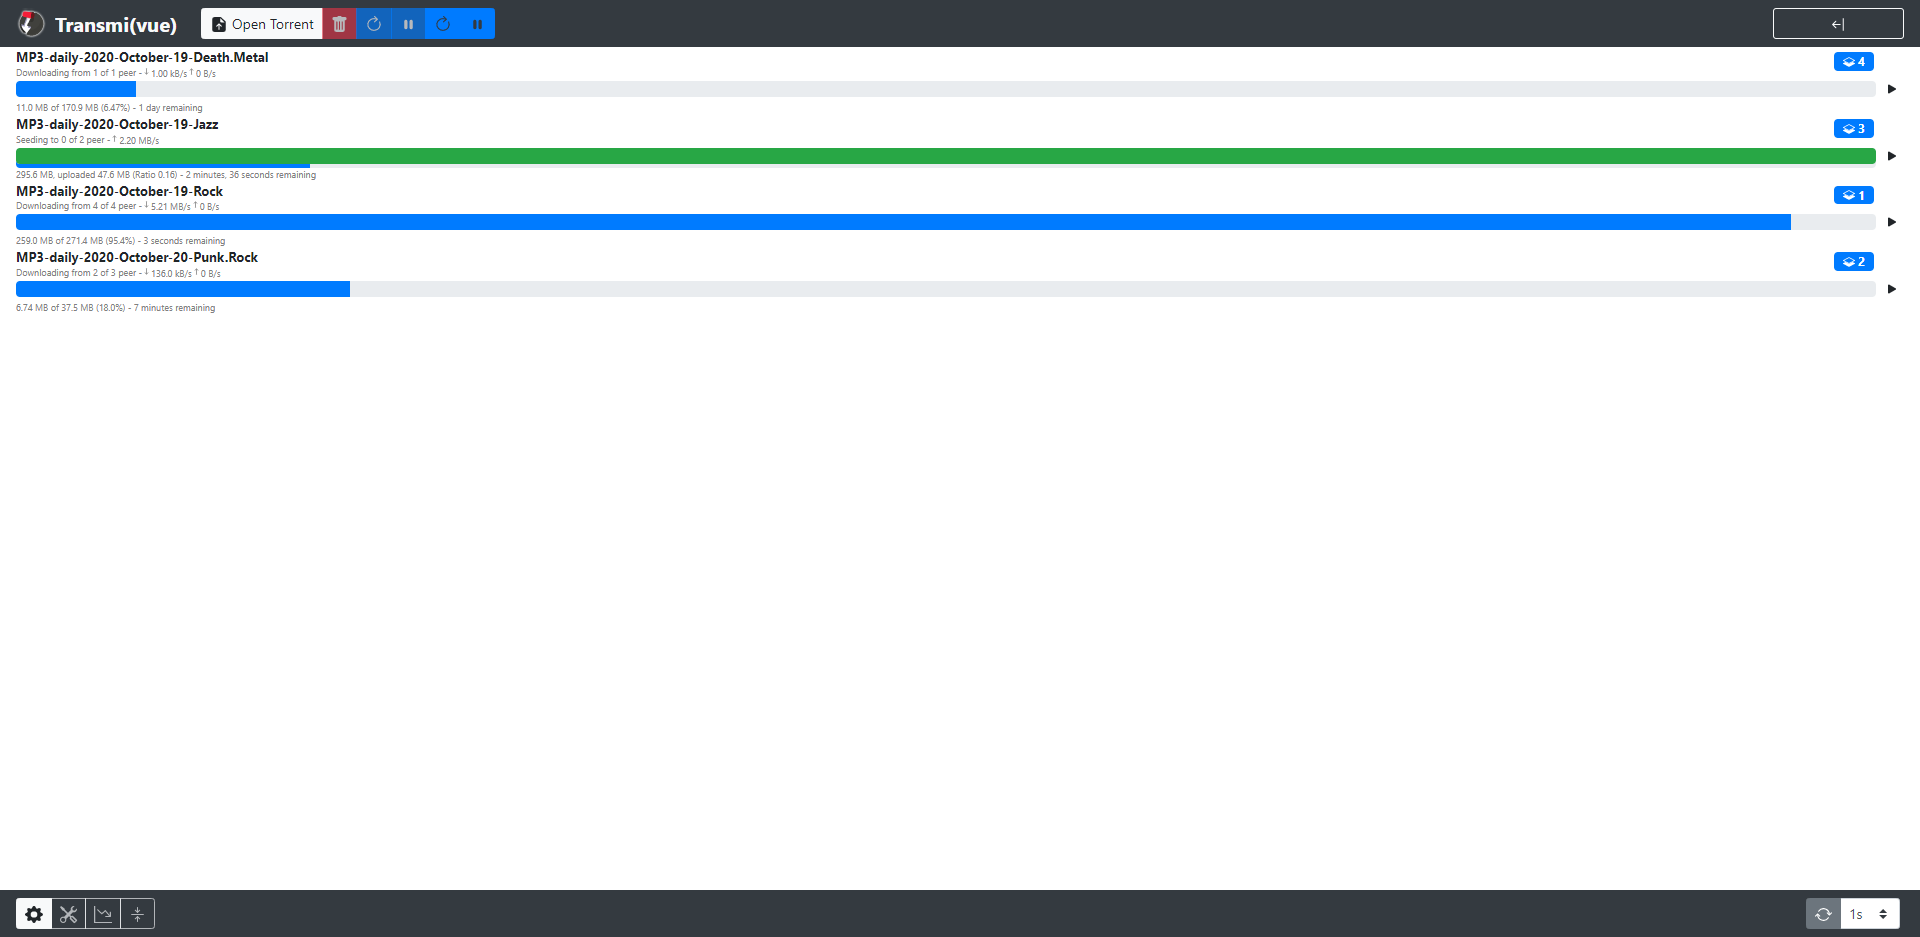 Transmi(vue) Open Torrent
MP3-daily-2020-October-19-Death.Metal 4
Downloading from 1 of 1 peer - ↓ 1.00 kB/s ↑ 0 B/s
11.0 MB of 170.9 MB (6.47%) - 1 day remaining
MP3-daily-2020-October-19-Jazz 3
Seeding to 0 of 2 peer - ↑ 2.20 MB/s
295.6 MB, uploaded 47.6 MB (Ratio 0.16) - 2 minutes, 36 seconds remaining
MP3-daily-2020-October-19-Rock 1
Downloading from 4 of 4 peer - ↓ 5.21 MB/s ↑ 0 B/s
259.0 MB of 271.4 MB (95.4%) - 3 seconds remaining
MP3-daily-2020-October-20-Punk.Rock 2
Downloading from 2 of 3 peer - ↓ 136.0 kB/s ↑ 0 B/s
6.74 MB of 37.5 MB (18.0%) - 7 minutes remaining
1s